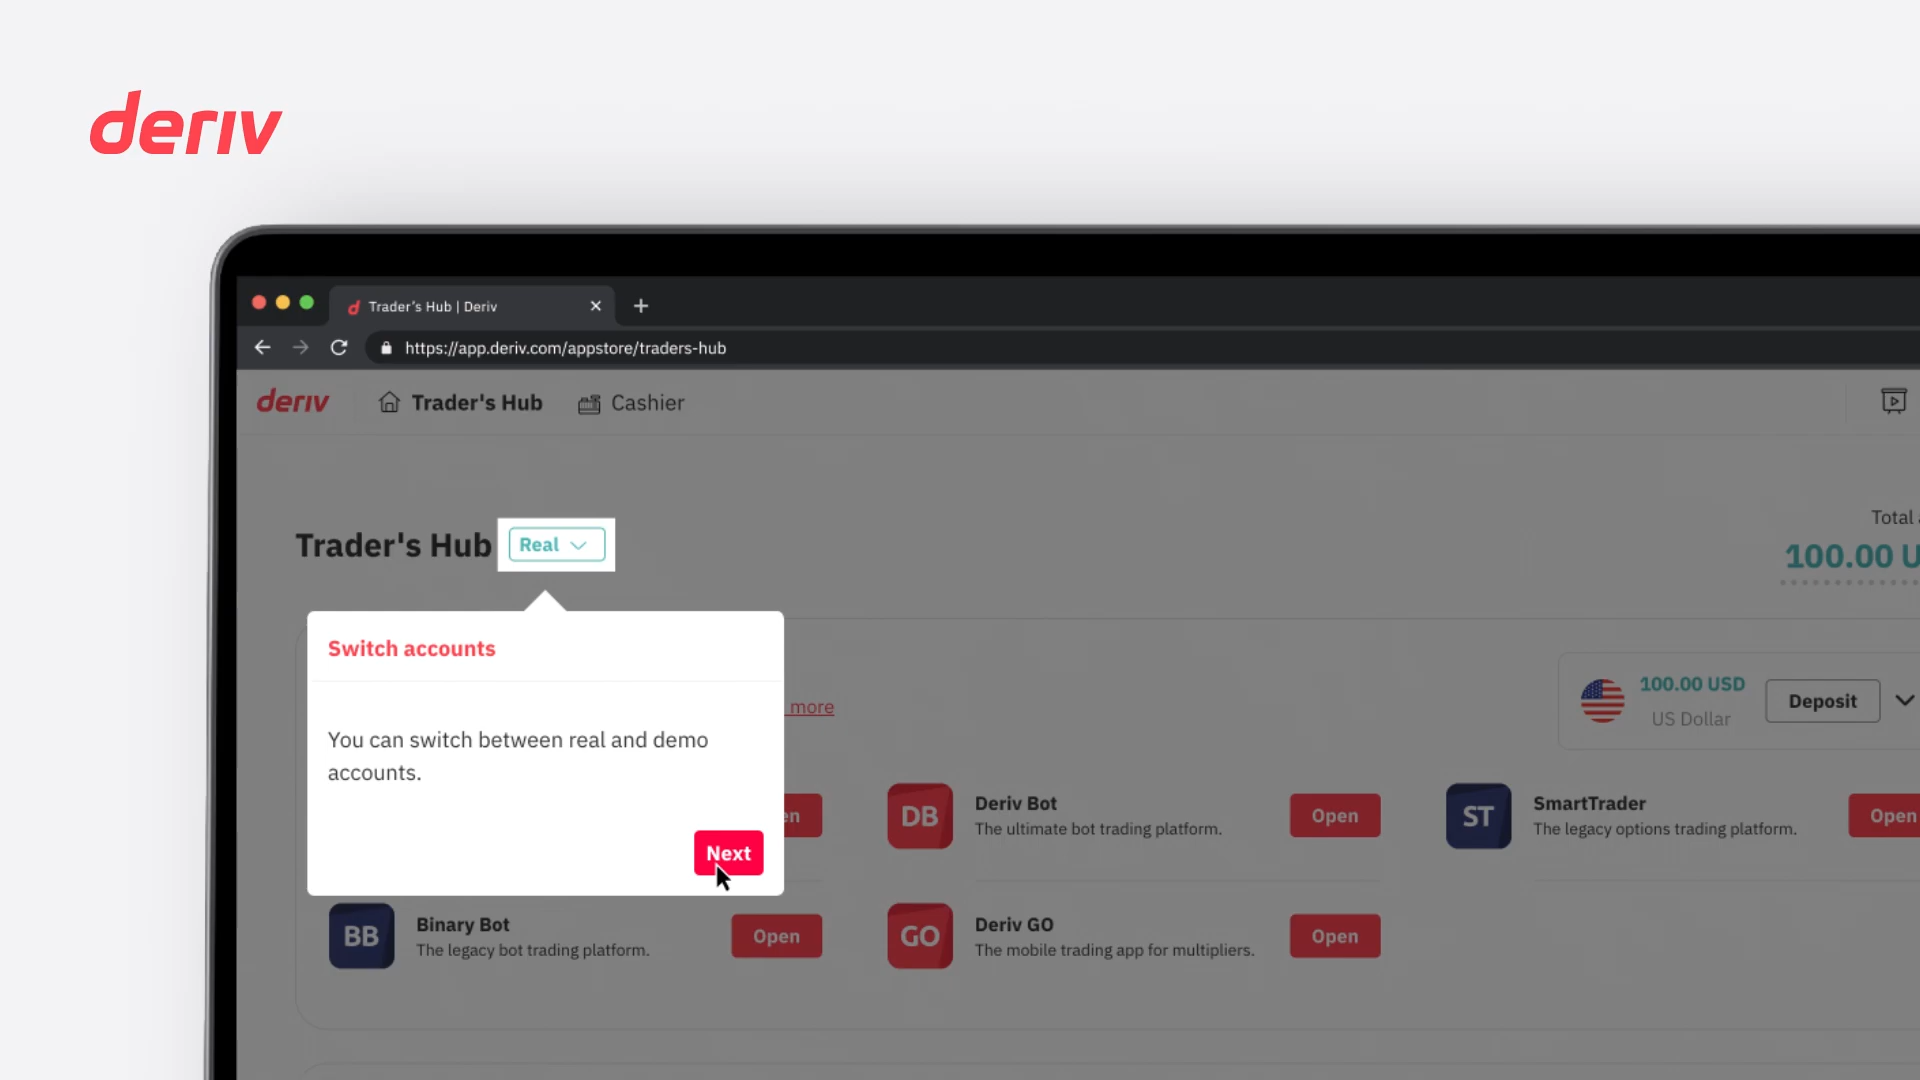 deriv
Trader's Hub | Deriv
https://app.deriv.com/appstore/traders-hub
deriv
Trader's Hub
Cashier
Trader's Hub
Real
Total
100.00 U
Switch accounts
You can switch between real and demo
accounts.
Next
more
100.00 USD
US Dollar
Deposit
en
DB
Deriv Bot
The ultimate bot trading platform.
Open
ST
SmartTrader
The legacy options trading platform.
Open
BB
Binary Bot
The legacy bot trading platform.
Open
GO
Deriv GO
The mobile trading app for multipliers.
Open